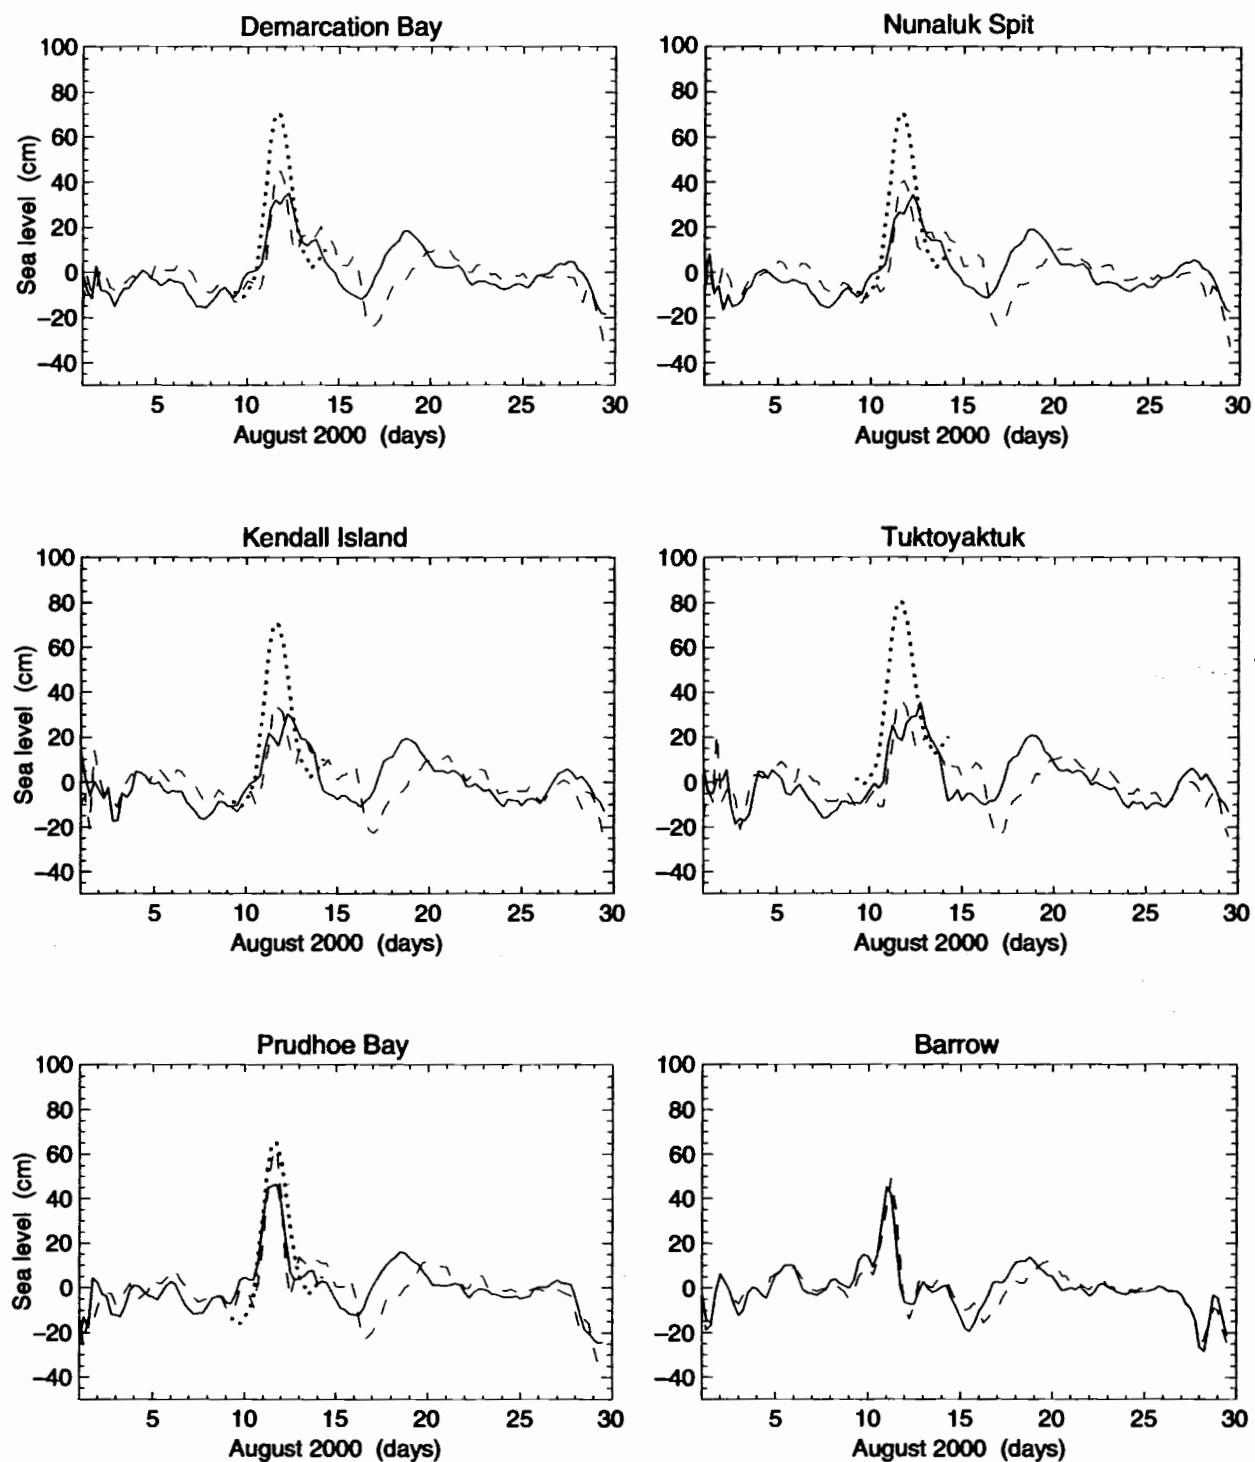 Demarcation Bay
100
80
60
40
20
0
−20
−40
Sea level (cm)
5 10 15 20 25 30
August 2000 (days)
Nunaluk Spit
100
80
60
40
20
0
−20
−40
5 10 15 20 25 30
August 2000 (days)
Kendall Island
100
80
60
40
20
0
−20
−40
Sea level (cm)
5 10 15 20 25 30
August 2000 (days)
Tuktoyaktuk
100
80
60
40
20
0
−20
−40
5 10 15 20 25 30
August 2000 (days)
Prudhoe Bay
100
80
60
40
20
0
−20
−40
Sea level (cm)
5 10 15 20 25 30
August 2000 (days)
Barrow
100
80
60
40
20
0
−20
−40
5 10 15 20 25 30
August 2000 (days)